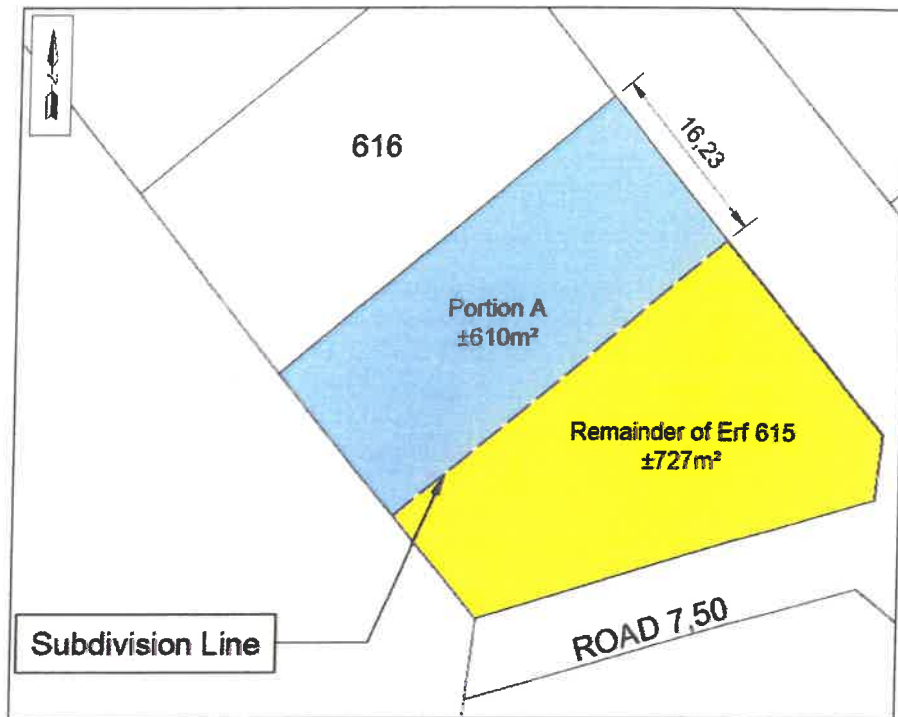 N
616
16,23
Portion A
±610m²
Remainder of Erf 615
±727m²
Subdivision Line
ROAD 7,50